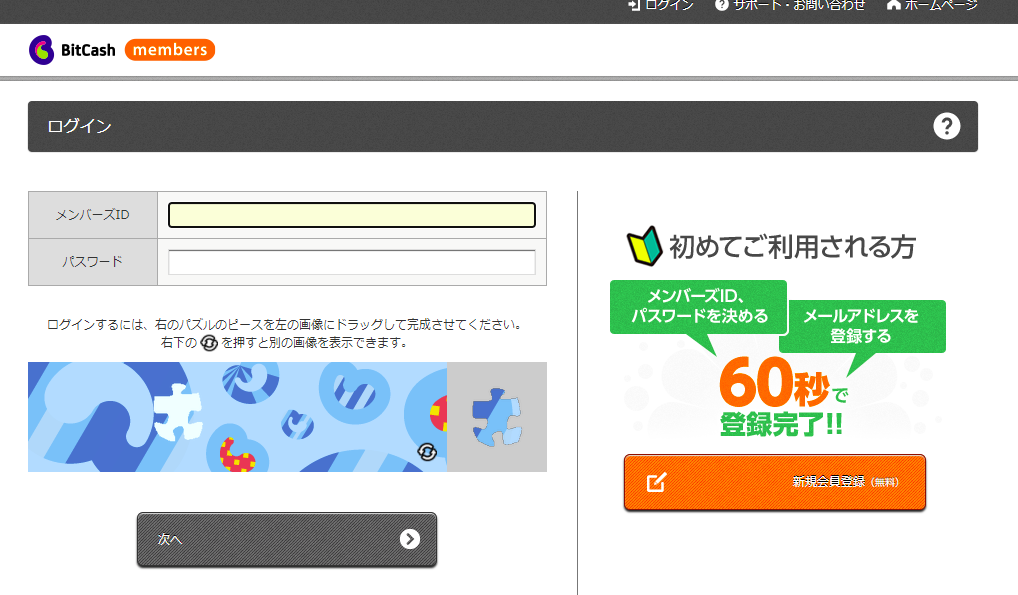 ログイン
サポート・お問い合わせ
ホームページ
BitCash members
ログイン
?
メンバーズID
パスワード
ログインするには、右のパズルのピースを左の画像にドラッグして完成させてください。
右下の を押すと別の画像を表示できます。
次へ
初めてご利用される方
メンバーズID、
パスワードを決める
メールアドレスを
登録する
60秒で
登録完了!!
新規会員登録（無料）